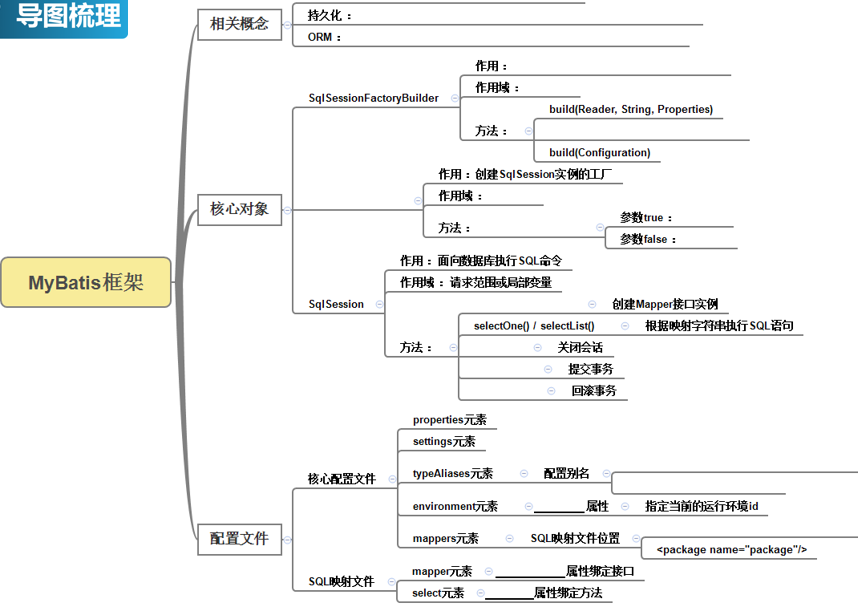 导图梳理
MyBatis框架
相关概念
持久化 ：
ORM ：
核心对象
SqlSessionFactoryBuilder
作用 ：
作用域 ：
方法 ：
build(Reader, String, Properties)
build(Configuration)
作用 ：创建SqlSession实例的工厂
作用域 ：
方法 ：
参数true ：
参数false ：
SqlSession
作用 ：面向数据库执行SQL命令
作用域 ：请求范围或局部变量
方法 ：
创建Mapper接口实例
selectOne() / selectList() 根据映射字符串执行SQL语句
关闭会话
提交事务
回滚事务
配置文件
核心配置文件
properties元素
settings元素
typeAliases元素 配置别名
environment元素 ________属性 指定当前的运行环境id
mappers元素 SQL映射文件位置
<package name="package"/>
SQL映射文件
mapper元素 ___________属性绑定接口
select元素 ________属性绑定方法